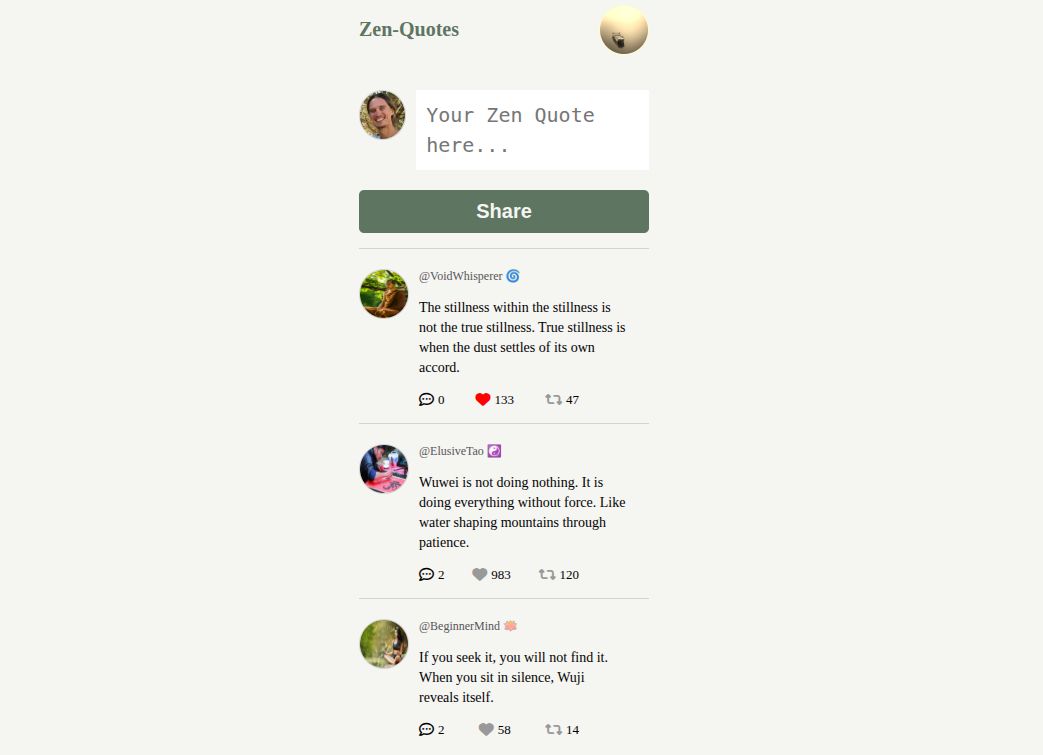 Zen-Quotes
Your Zen Quote
here...
Share
@VoidWhisperer 🌀
The stillness within the stillness is
not the true stillness. True stillness is
when the dust settles of its own
accord.
0 133 47
@ElusiveTao ☯️
Wuwei is not doing nothing. It is
doing everything without force. Like
water shaping mountains through
patience.
2 983 120
@BeginnerMind 🪷
If you seek it, you will not find it.
When you sit in silence, Wuji
reveals itself.
2 58 14